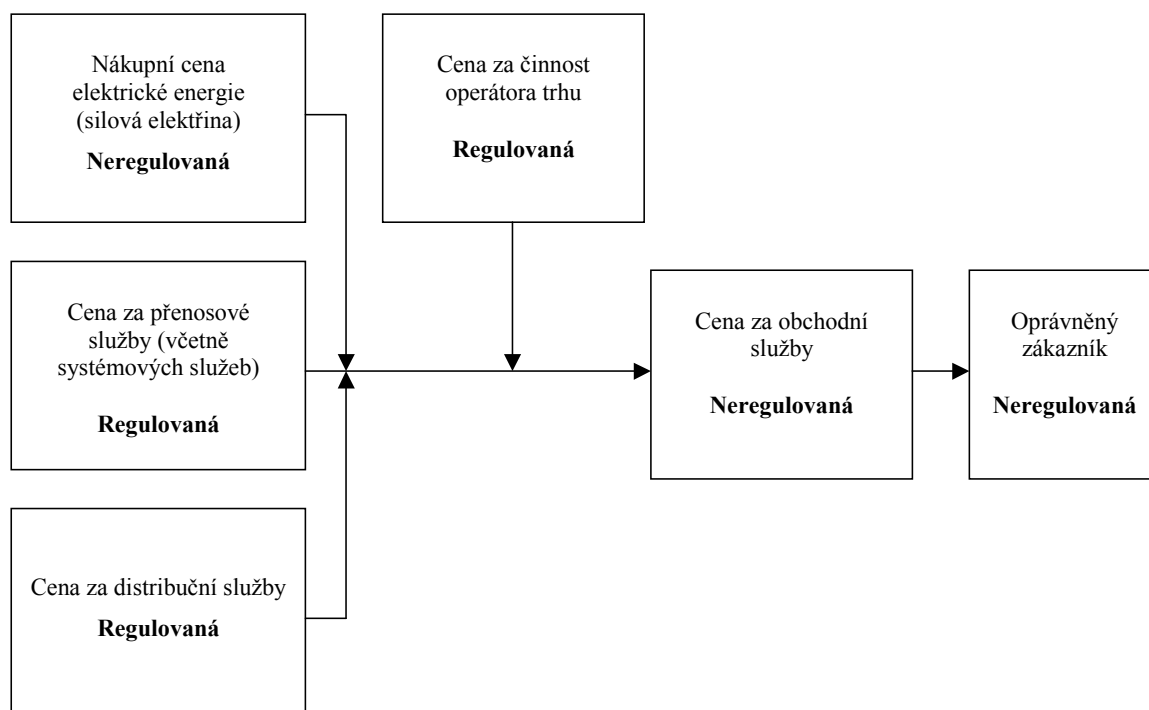 Nákupní cena
elektrické energie
(silová elektřina)
Neregulovaná
Cena za činnost
operátora trhu
Regulovaná
Cena za přenosové
služby (včetně
systémových služeb)
Regulovaná
Cena za obchodní
služby
Neregulovaná
Oprávněný
zákazník
Neregulovaná
Cena za distribuční služby
Regulovaná